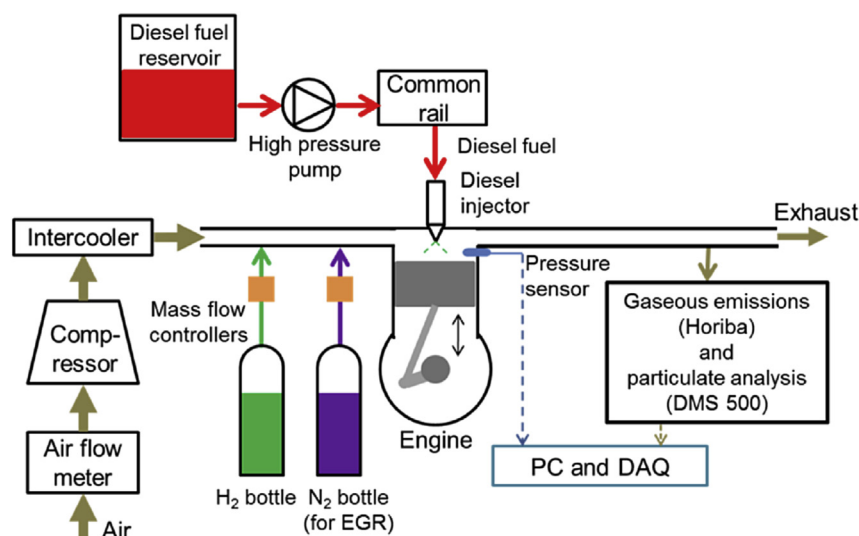 Diesel fuel
reservoir
Common
rail
High pressure
pump
Diesel fuel
Diesel
injector
Exhaust
Intercooler
Pressure
sensor
Mass flow
controllers
Gaseous emissions
(Horiba)
and
particulate analysis
(DMS 500)
Comp-
ressor
Engine
Air flow
meter
PC and DAQ
H₂ bottle
N₂ bottle
(for EGR)
Air